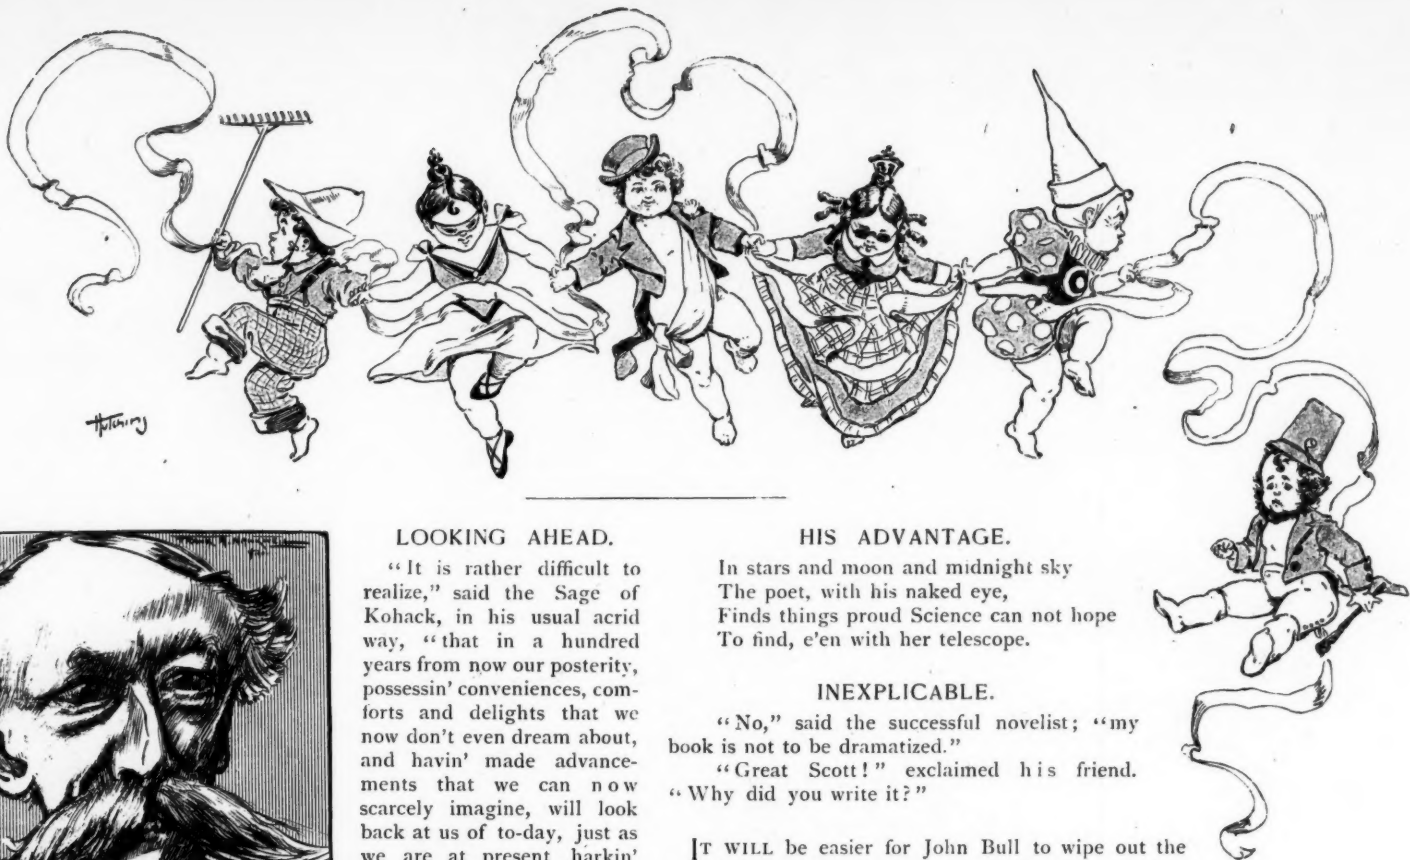 Hutchins
LOOKING AHEAD.
“It is rather difficult to
realize,” said the Sage of
Kohack, in his usual acrid
way, “that in a hundred
years from now our posterity,
possessin’ conveniences, com-
forts and delights that we
now don’t even dream about,
and havin’ made advance-
ments that we can now
scarcely imagine, will look
back at us of to-day, just as
we are at present harkin’
HIS ADVANTAGE.
In stars and moon and midnight sky
The poet, with his naked eye,
Finds things proud Science can not hope
To find, e’en with her telescope.
INEXPLICABLE.
“No,” said the successful novelist; “my
book is not to be dramatized.”
“Great Scott!” exclaimed his friend.
“Why did you write it?”
IT WILL be easier for John Bull to wipe out the